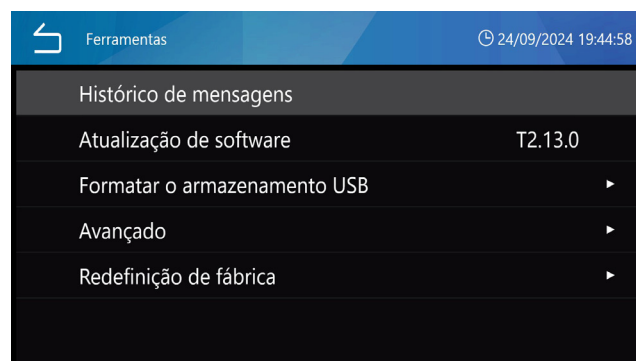 Ferramentas
24/09/2024 19:44:58
Histórico de mensagens
Atualização de software T2.13.0
Formatar o armazenamento USB
Avançado
Redefinição de fábrica